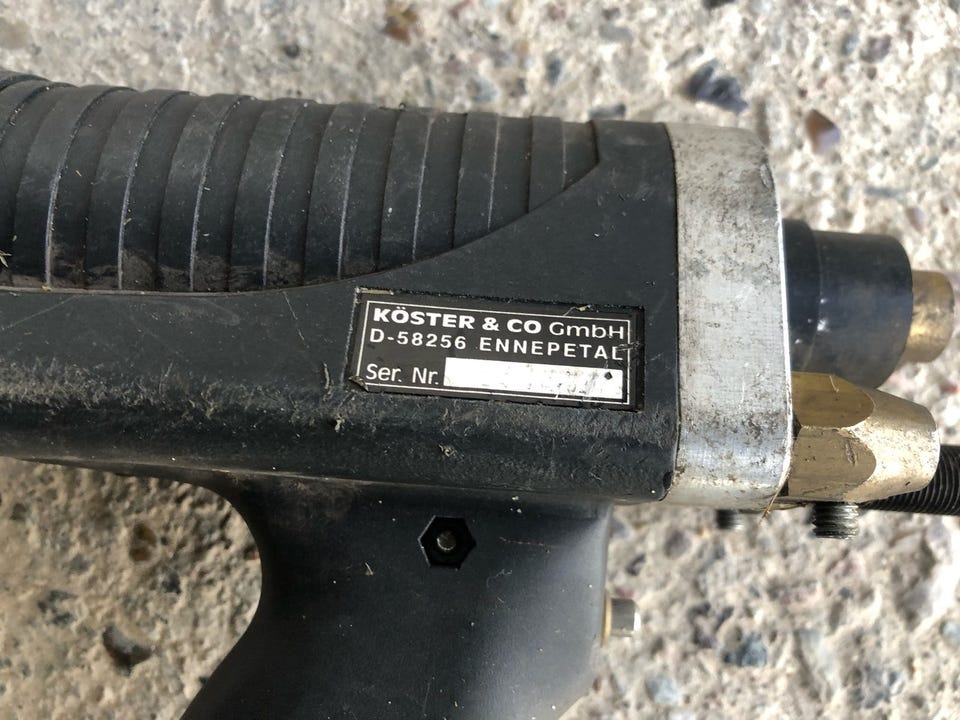 KÖSTER & CO GmbH
D-58256 ENNEPETAL
Ser. Nr.